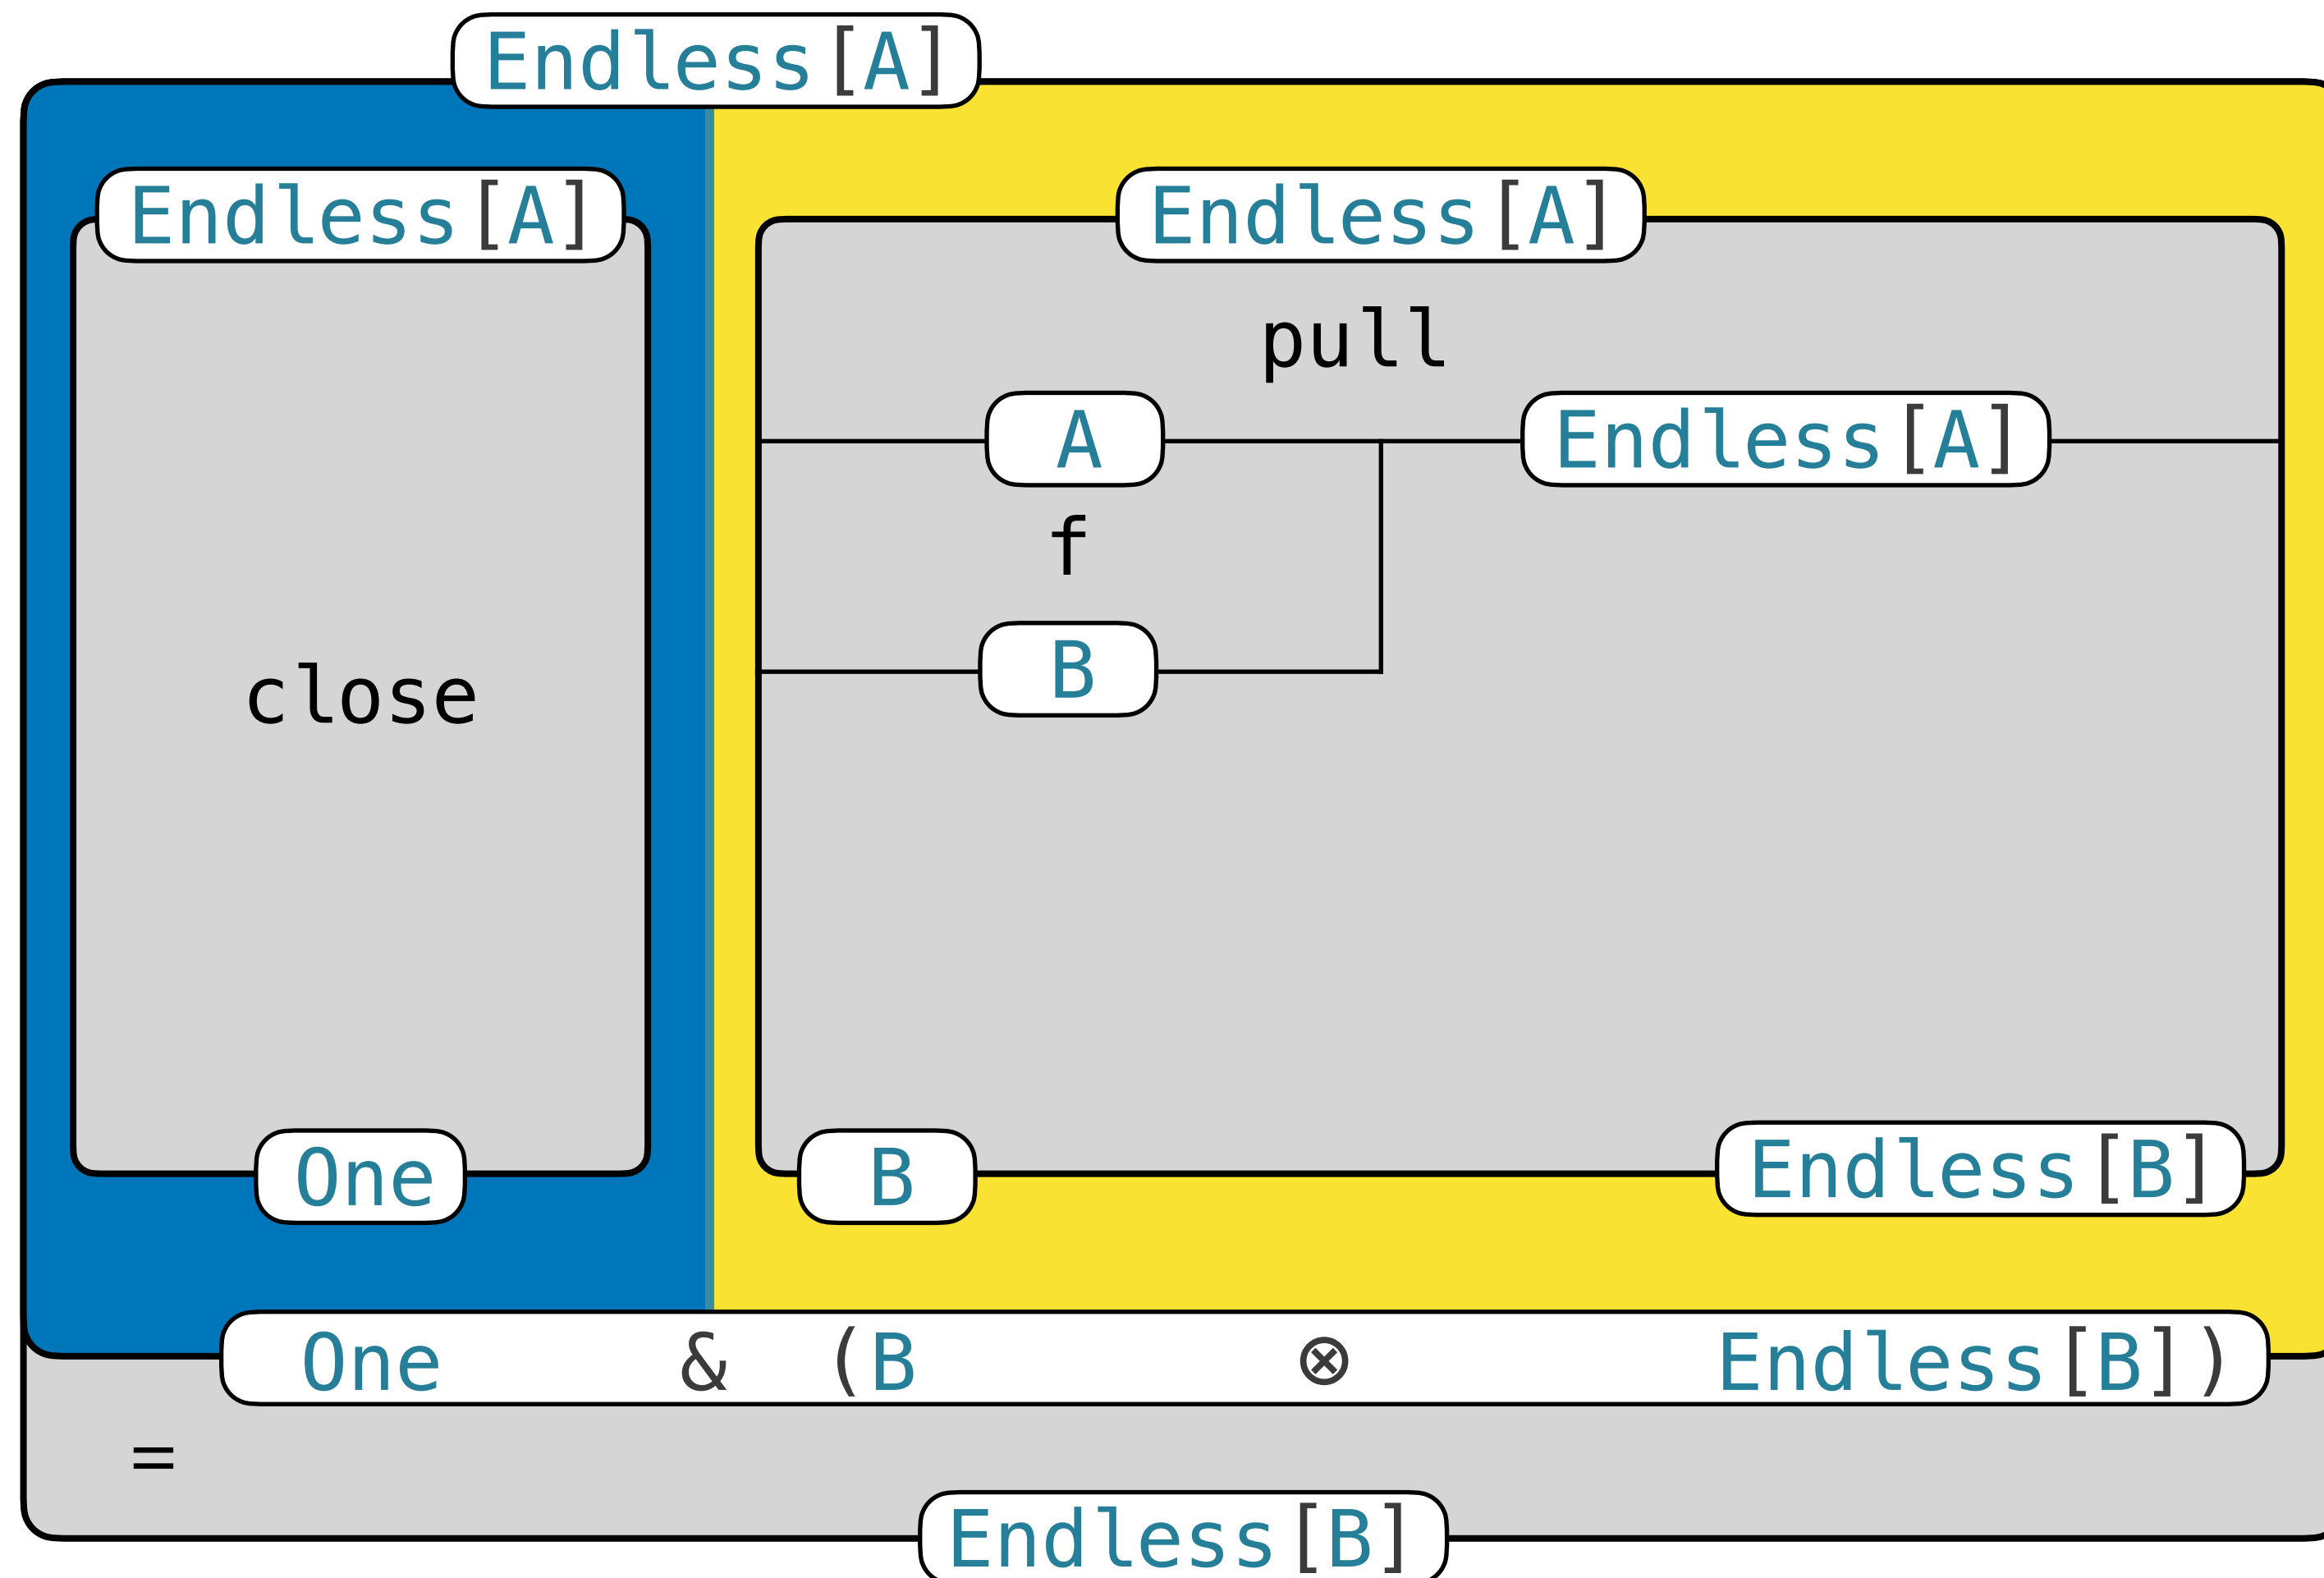 Endless[A]
Endless[A] Endless[A]
pull
A Endless[A]
f
B
close
One B Endless[B]
One & (B ⊗ Endless[B])
=
Endless[B]